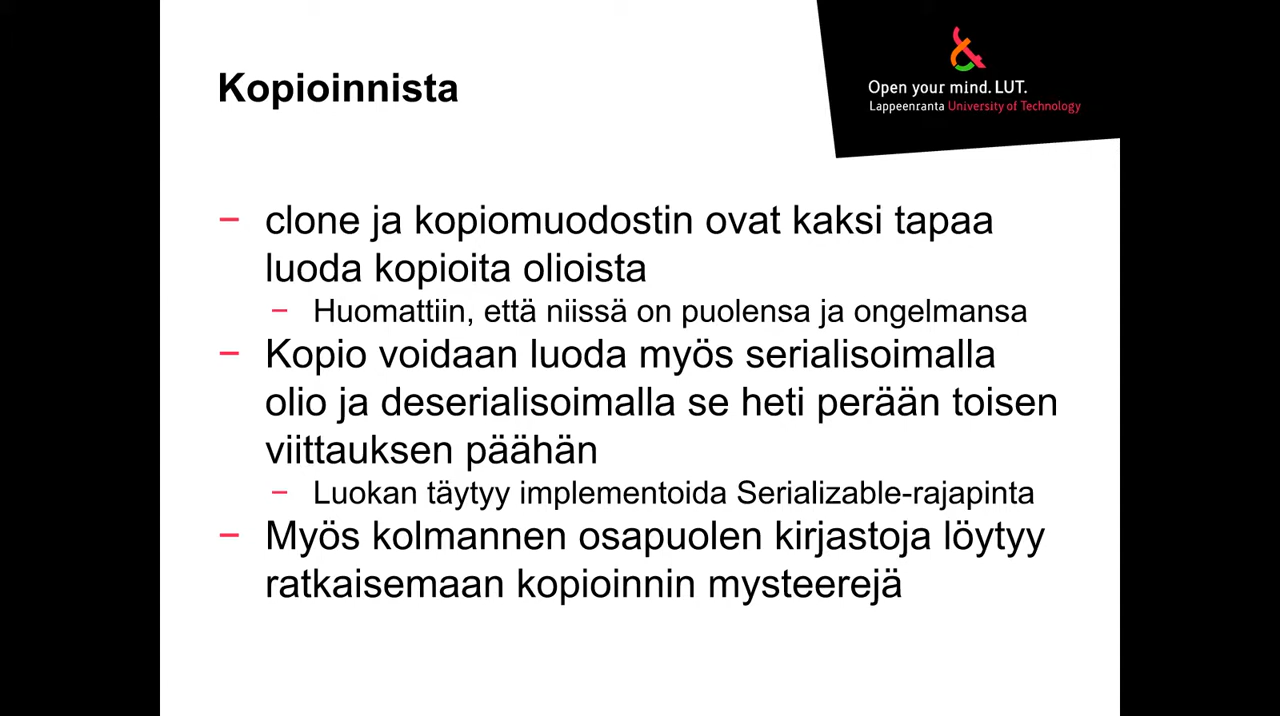 Kopioinnista
Open your mind. LUT.
Lappeenranta University of Technology
– clone ja kopiomuodostin ovat kaksi tapaa
luoda kopioita olioista
– Huomattiin, että niissä on puolensa ja ongelmansa
– Kopio voidaan luoda myös serialisoimalla
olio ja deserialisoimalla se heti perään toisen
viittauksen päähän
– Luokan täytyy implementoida Serializable-rajapinta
– Myös kolmannen osapuolen kirjastoja löytyy
ratkaisemaan kopioinnin mysteerejä